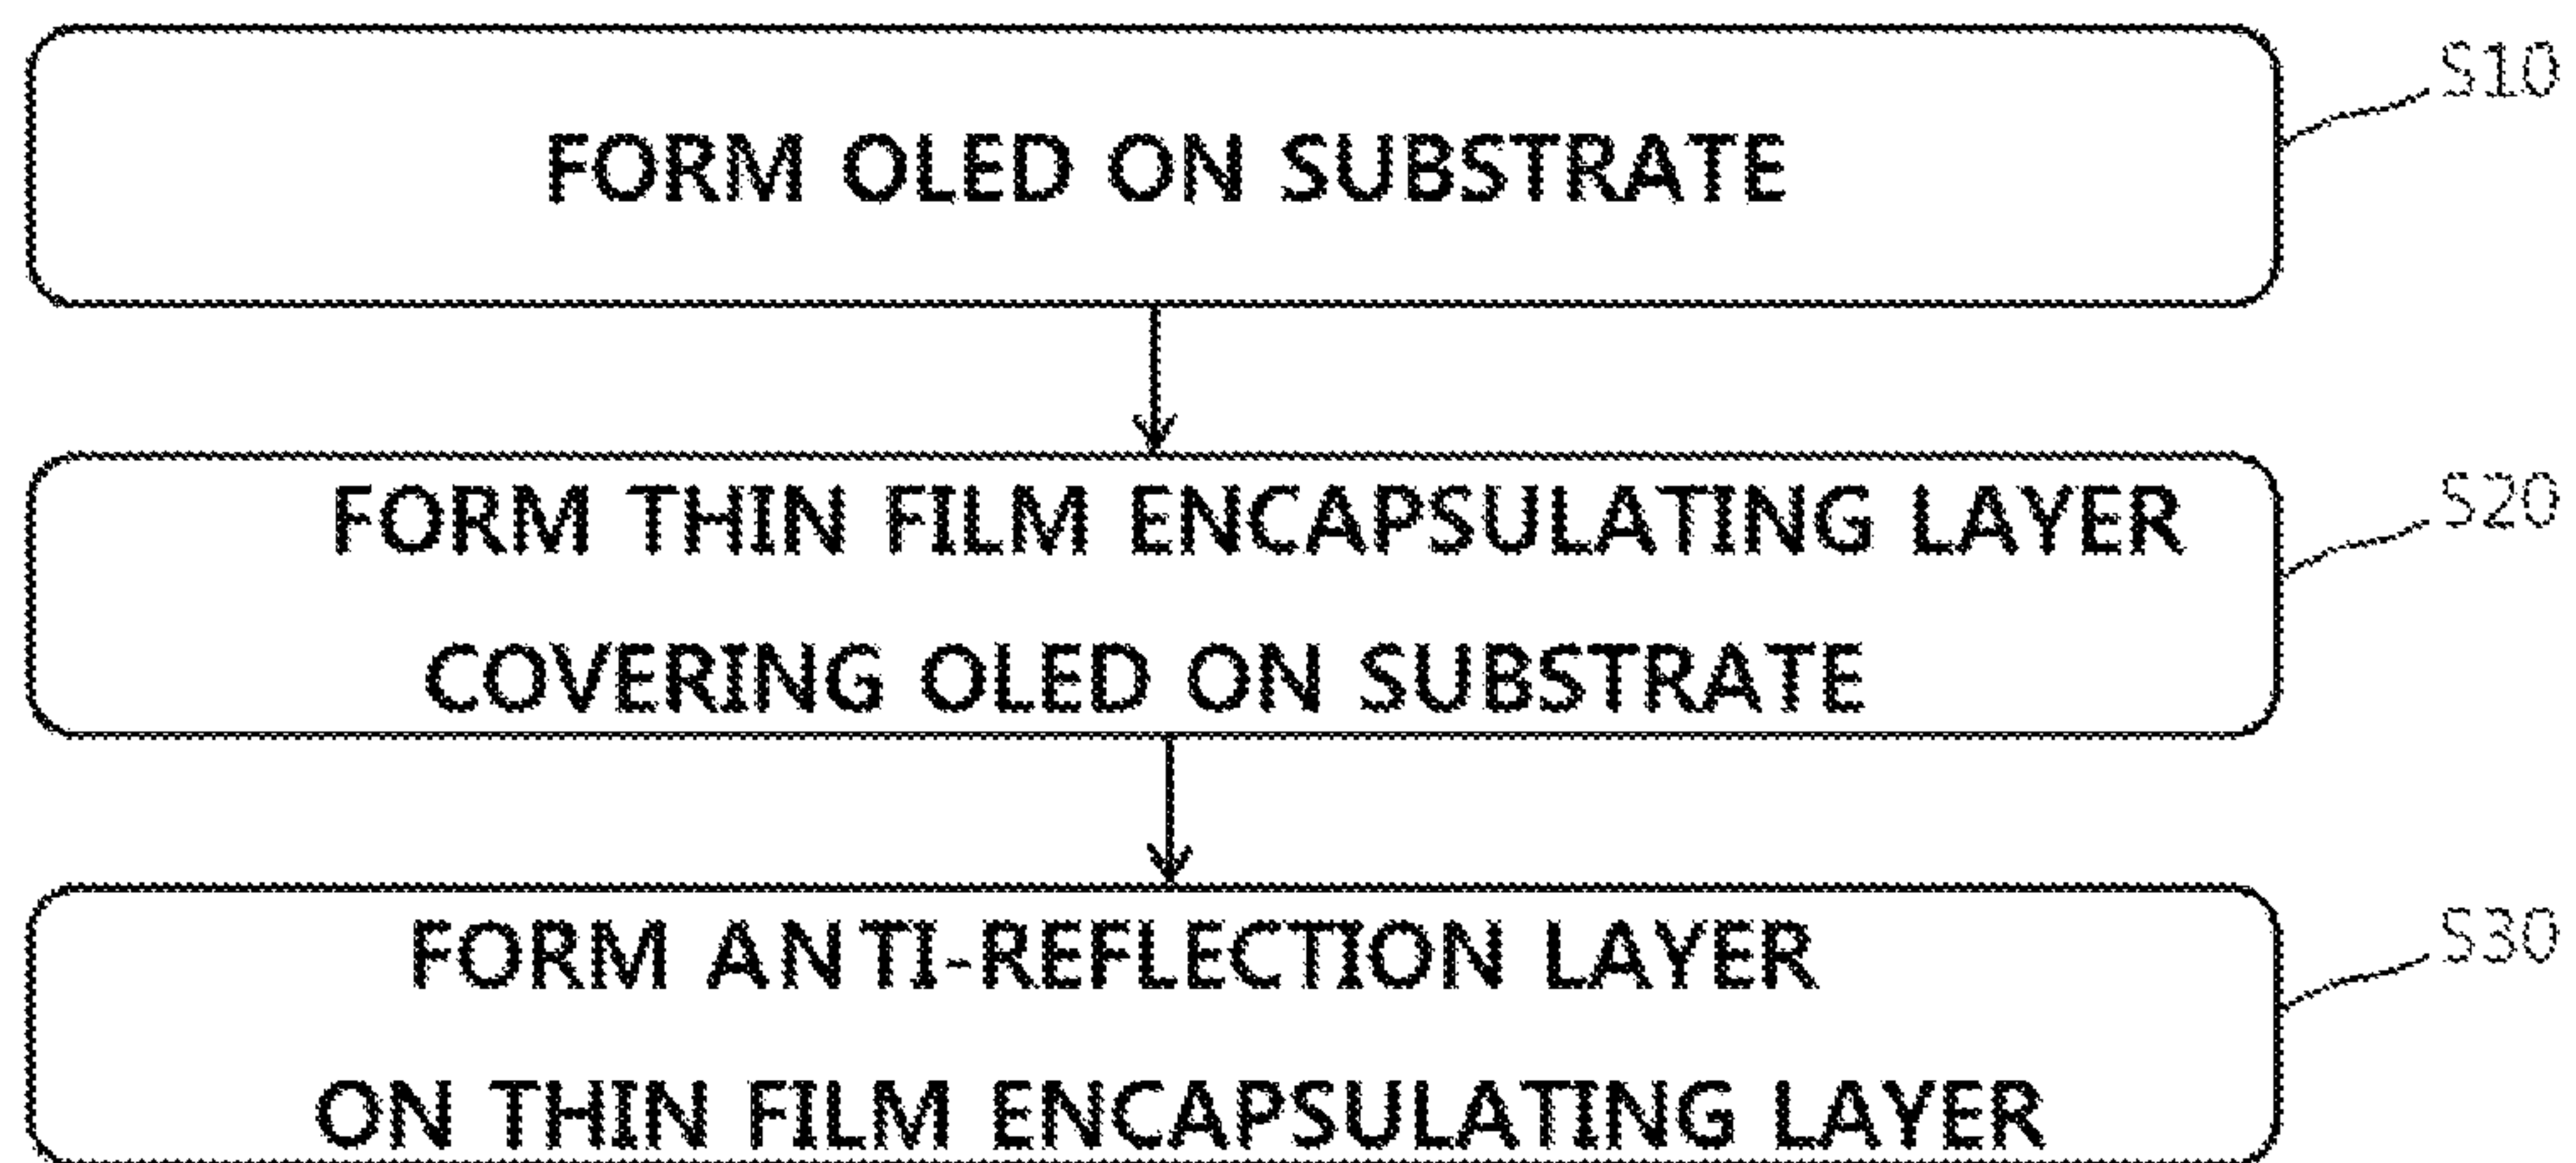 S10
FORM OLED ON SUBSTRATE
S20
FORM THIN FILM ENCAPSULATING LAYER
COVERING OLED ON SUBSTRATE
S30
FORM ANTI-REFLECTION LAYER
ON THIN FILM ENCAPSULATING LAYER